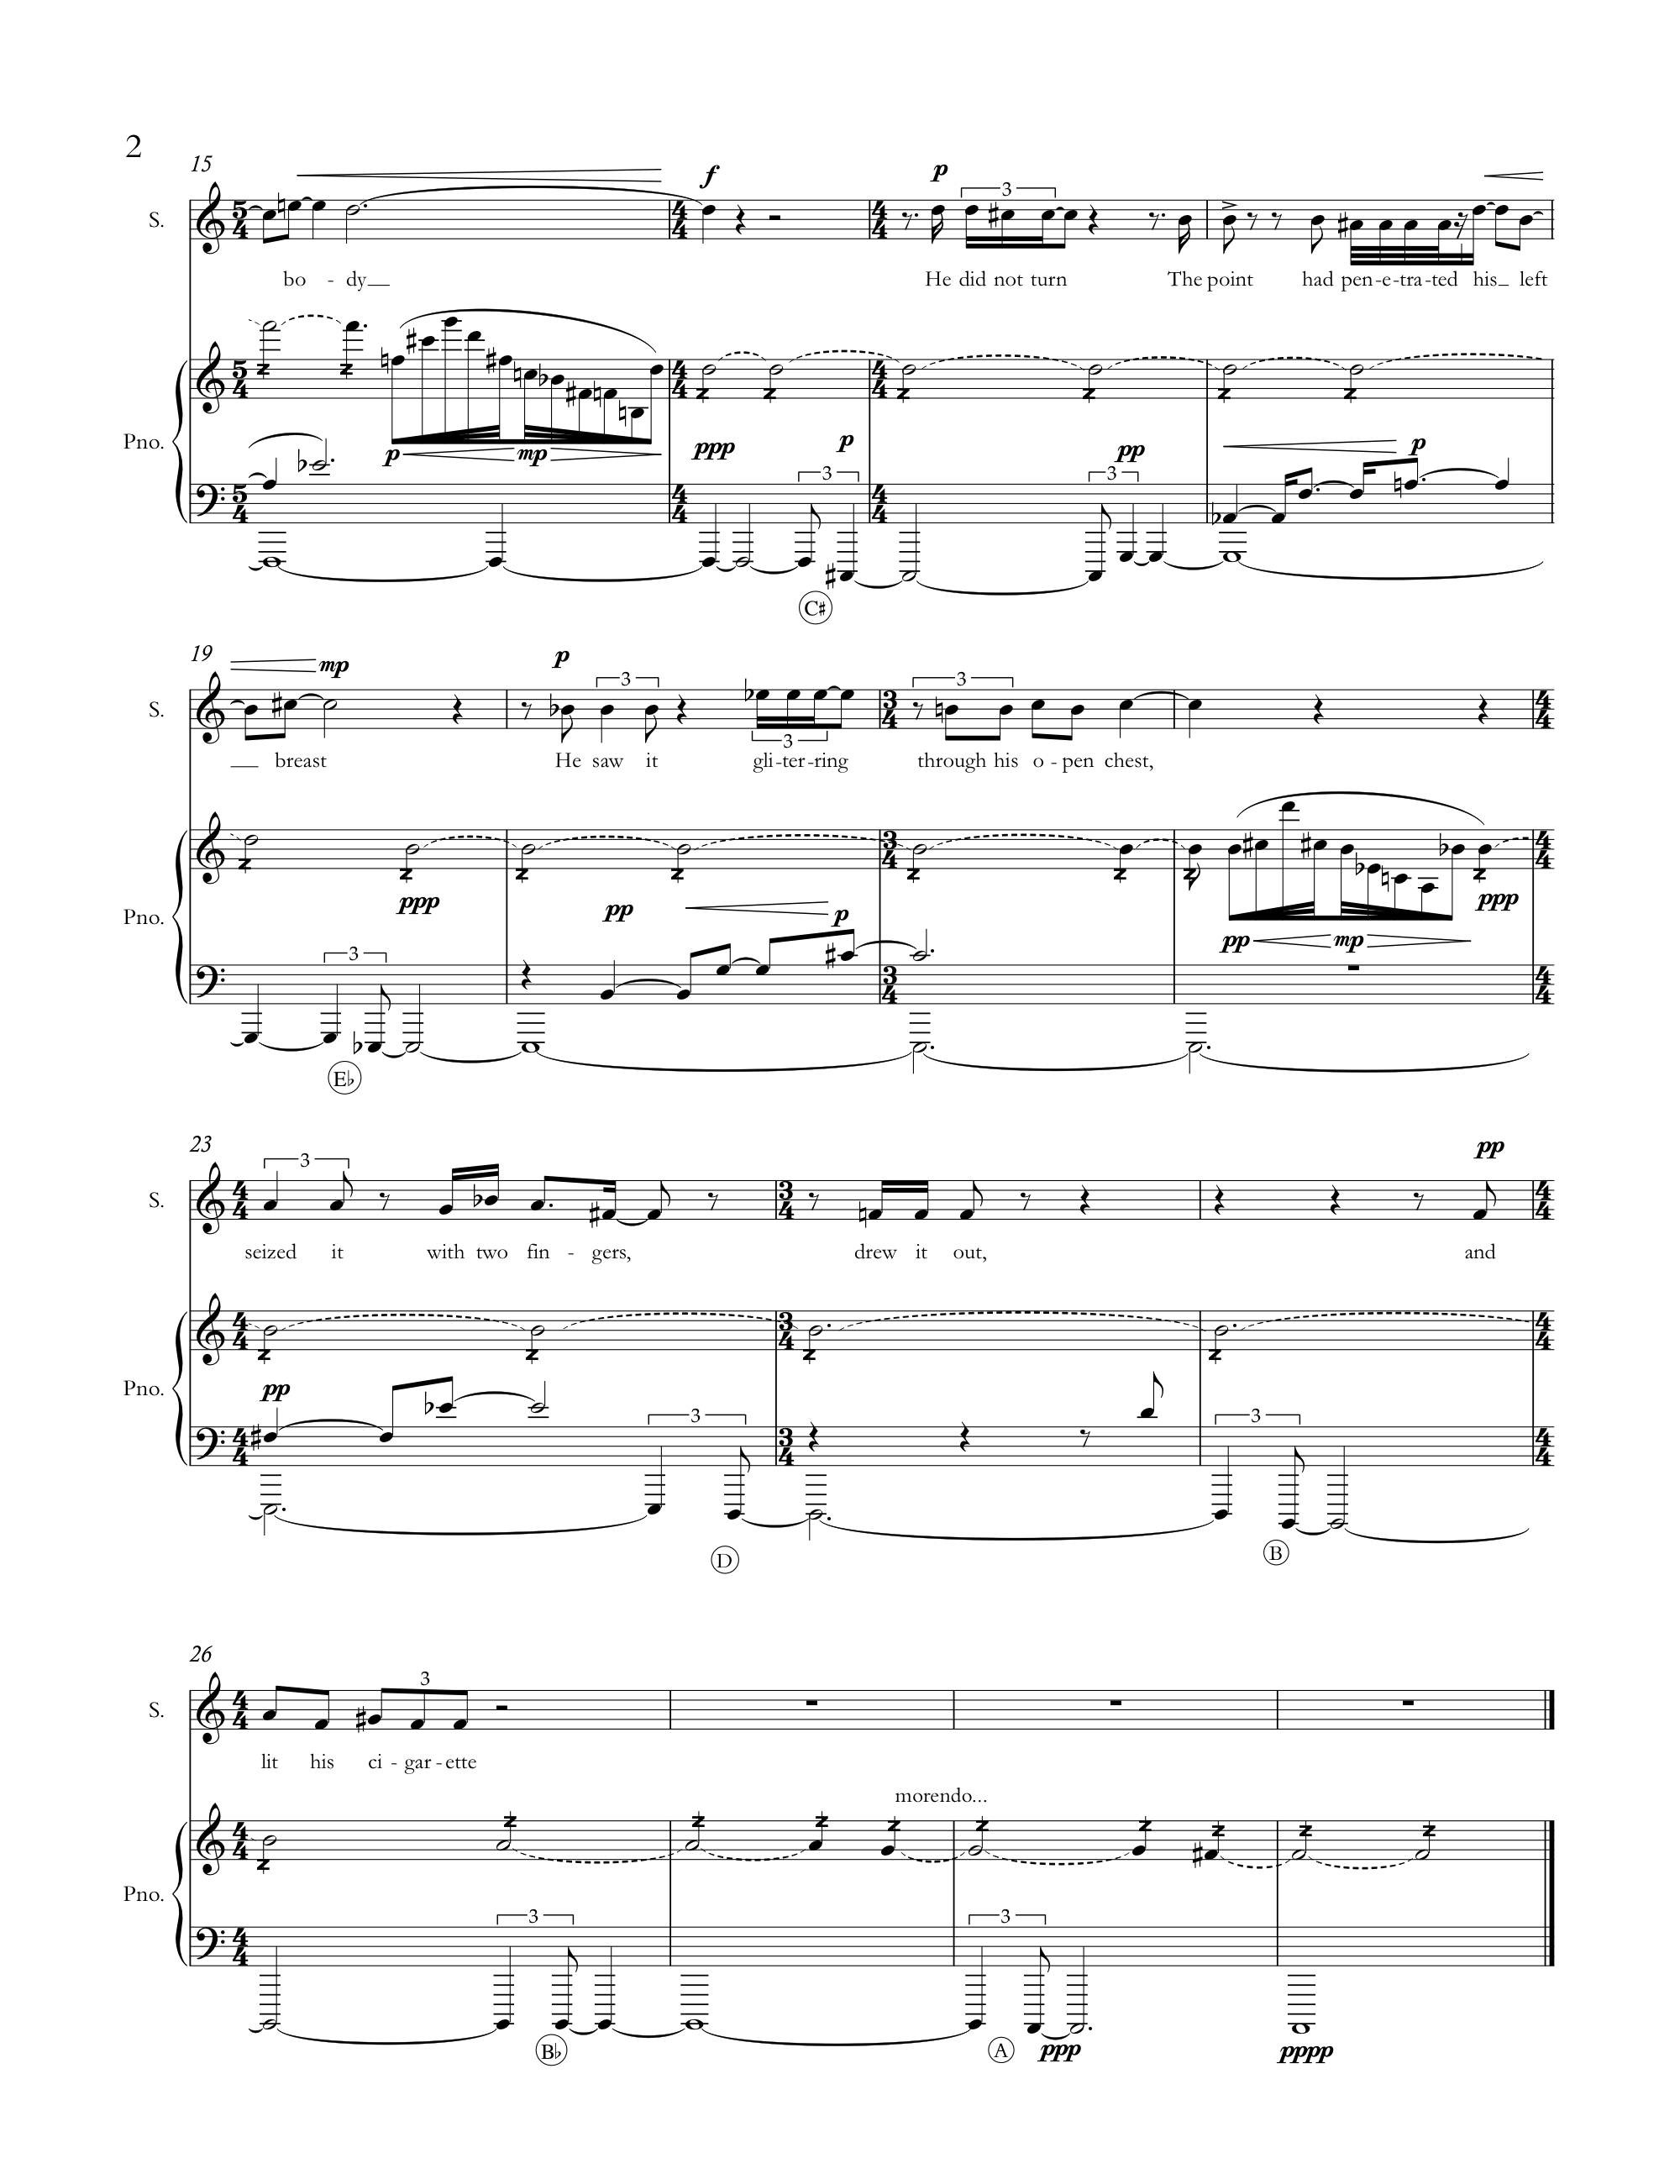 2
15
S.
f
p
3
bo - dy
He did not turn The point had pen-e-tra-ted his left
Pno.
p mp ppp 3 p 3 pp p
C♯
19
S.
mp p 3 3 3
breast He saw it gli-ter-ring through his o - pen chest,
Pno.
ppp pp p pp mp ppp
3
E♭
23
S.
3 pp
seized it with two fin - gers, drew it out, and
Pno.
pp 3 3
D B
26
S.
3
lit his ci - gar - ette
morendo...
Pno.
3 3
B♭ A ppp pppp